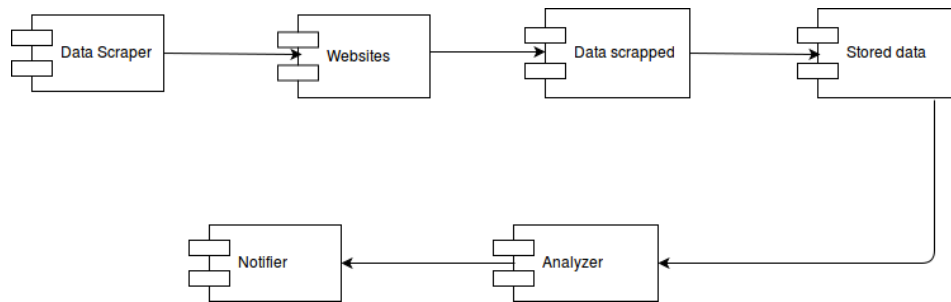 Data Scraper
Websites
Data scrapped
Stored data
Notifier
Analyzer